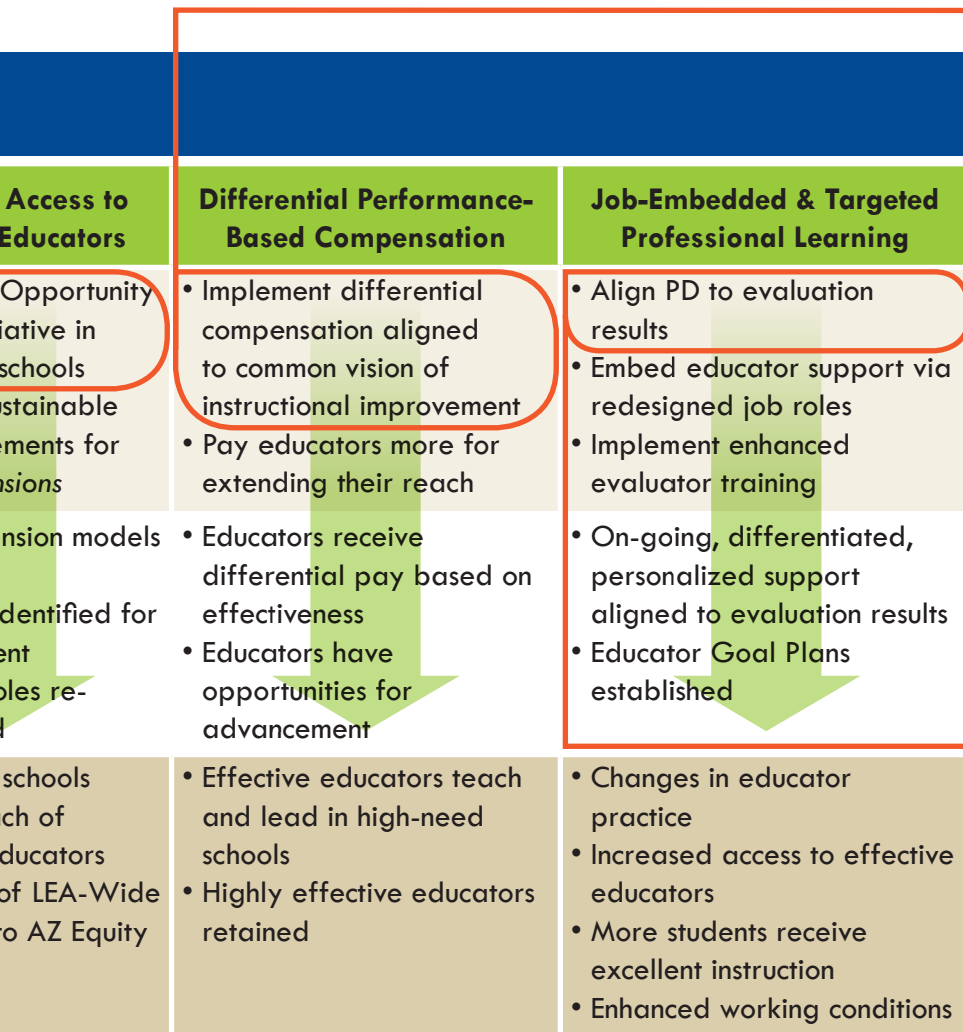 Access to
Educators
Opportunity
iative in
schools
ustainable
ements for
nsions
nsion models
dentified for
ent
oles re-
d
schools
ach of
ducators
of LEA-Wide
to AZ Equity
Differential Performance-
Based Compensation
• Implement differential
compensation aligned
to common vision of
instructional improvement
• Pay educators more for
extending their reach
• Educators receive
differential pay based on
effectiveness
• Educators have
opportunities for
advancement
• Effective educators teach
and lead in high-need
schools
• Highly effective educators
retained
Job-Embedded & Targeted
Professional Learning
• Align PD to evaluation
results
• Embed educator support via
redesigned job roles
• Implement enhanced
evaluator training
• On-going, differentiated,
personalized support
aligned to evaluation results
• Educator Goal Plans
established
• Changes in educator
practice
• Increased access to effective
educators
• More students receive
excellent instruction
• Enhanced working conditions